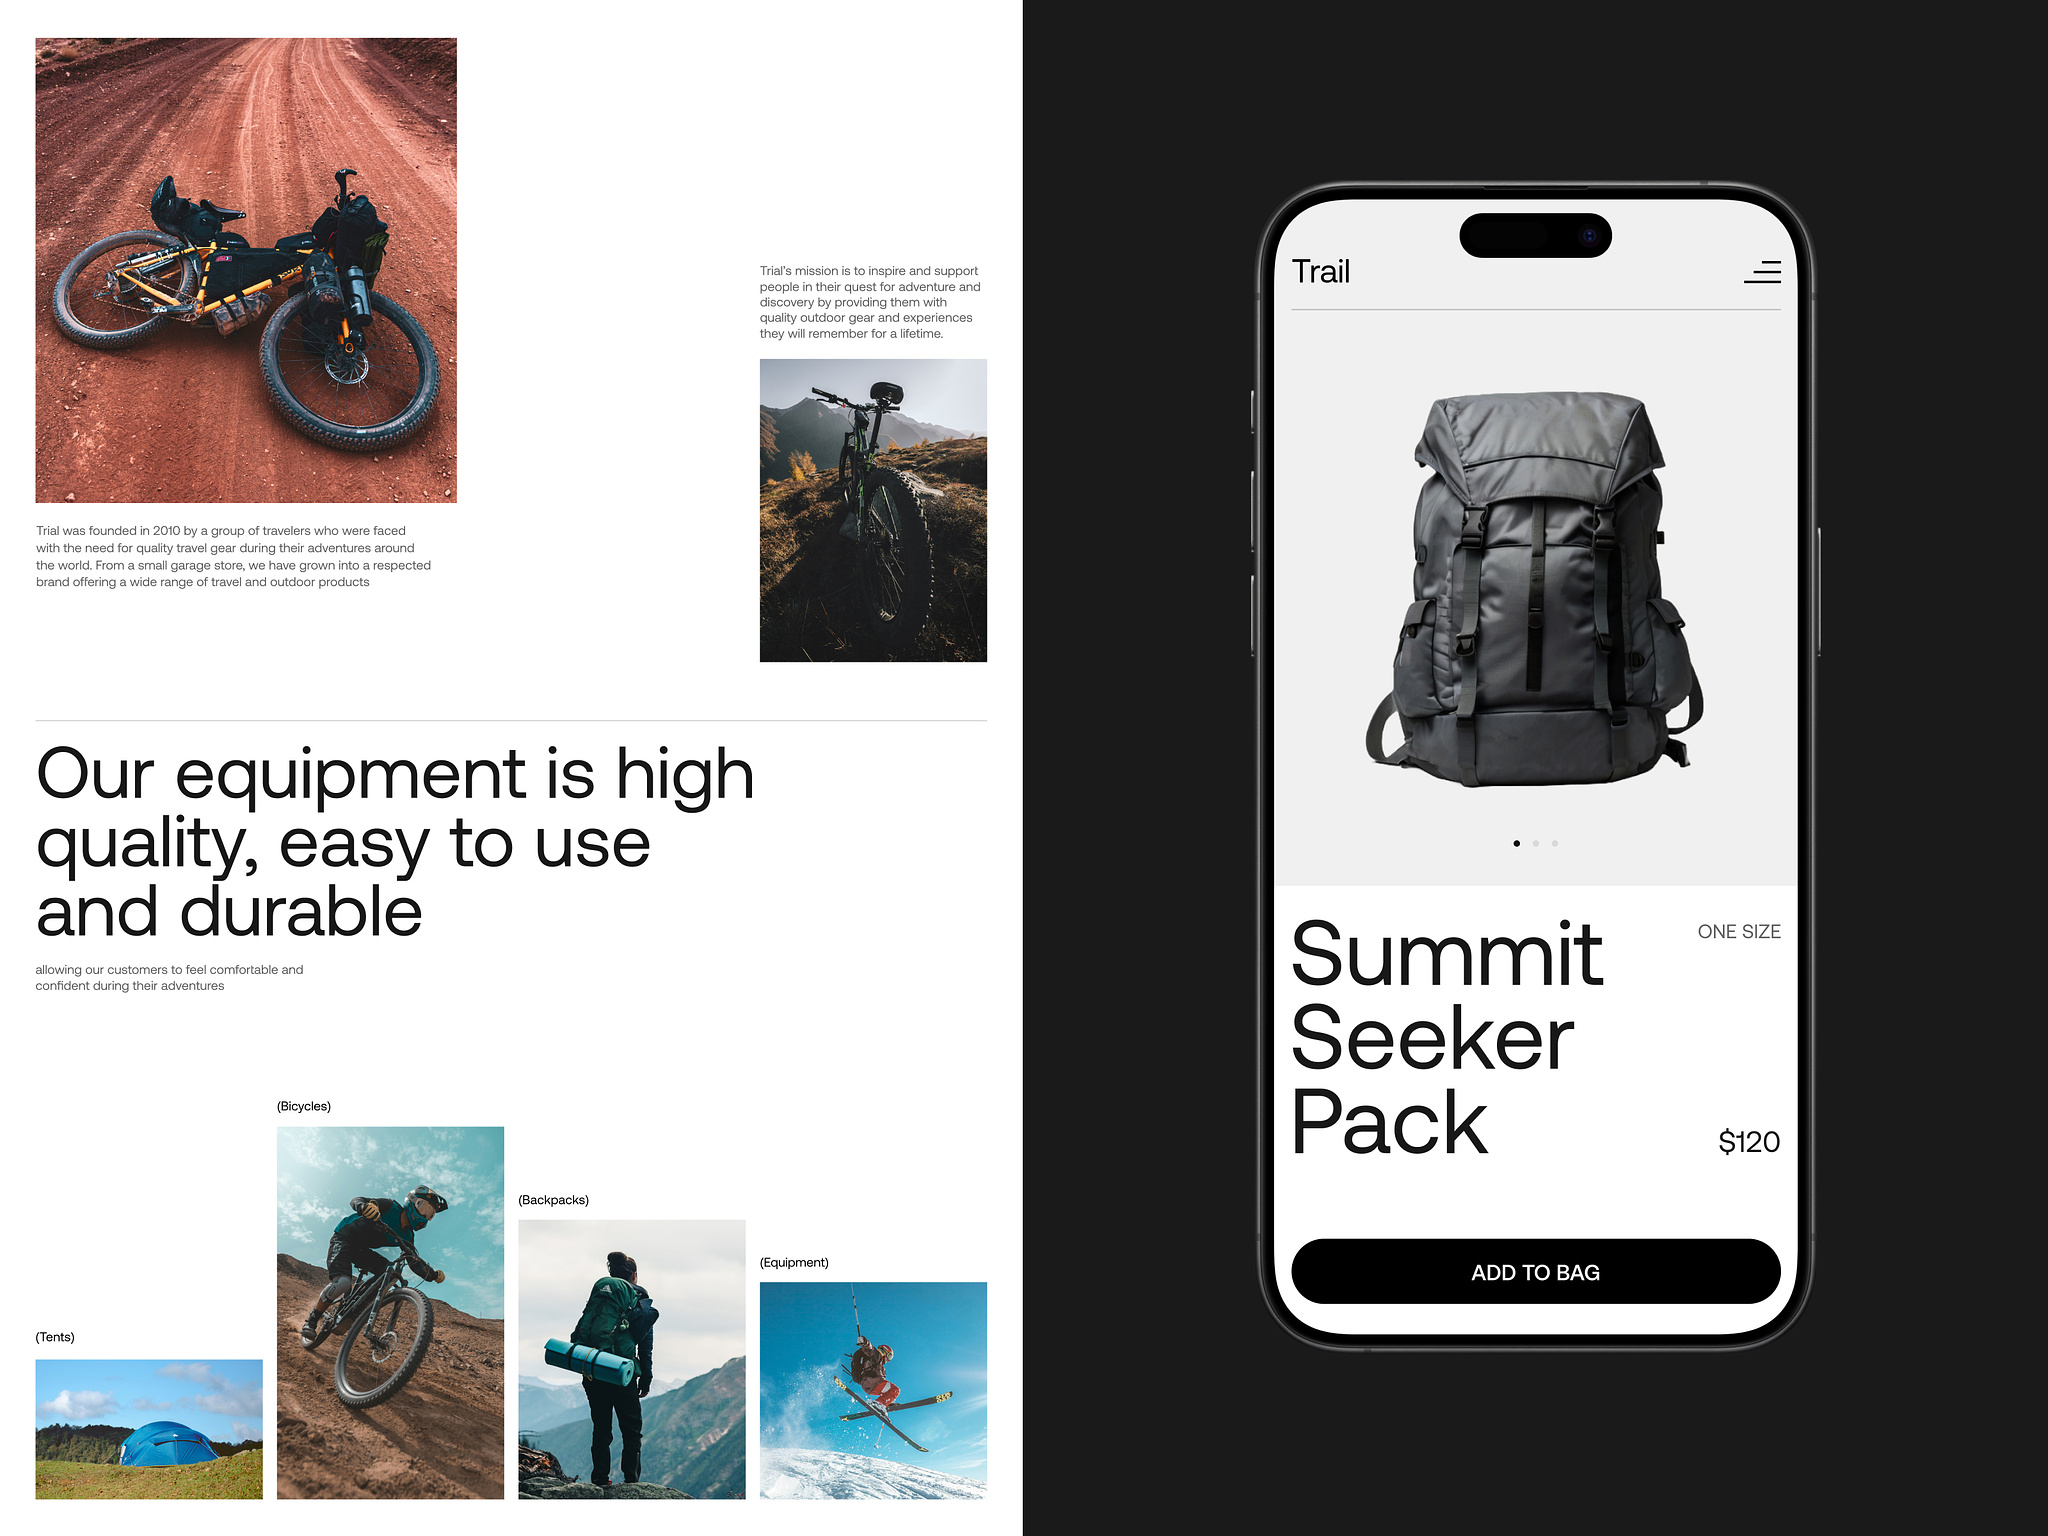 Trial's mission is to inspire and support
people in their quest for adventure and
discovery by providing them with
quality outdoor gear and experiences
they will remember for a lifetime.
Trial was founded in 2010 by a group of travelers who were faced
with the need for quality travel gear during their adventures around
the world. From a small garage store, we have grown into a respected
brand offering a wide range of travel and outdoor products
Our equipment is high
quality, easy to use
and durable
allowing our customers to feel comfortable and
confident during their adventures
(Tents)
(Bicycles)
(Backpacks)
(Equipment)
Trail
Summit
Seeker
Pack
ONE SIZE
$120
ADD TO BAG